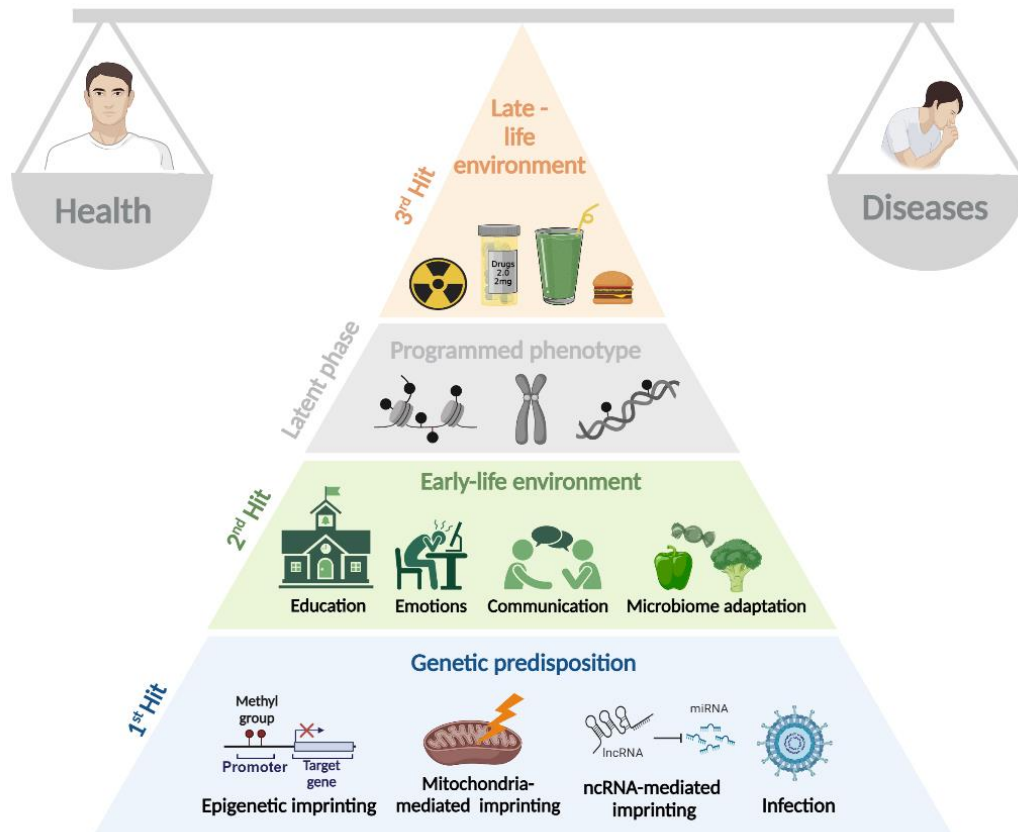 Health
Diseases
3rd Hit
Late -
life
environment
Drugs
2.0
2mg
Latent phase
Programmed phenotype
2nd Hit
Early-life environment
Education
Emotions
Communication
Microbiome adaptation
1st Hit
Genetic predisposition
Methyl
group
Promoter
Target
gene
Epigenetic imprinting
Mitochondria-
mediated imprinting
lncRNA
miRNA
ncRNA-mediated
imprinting
Infection